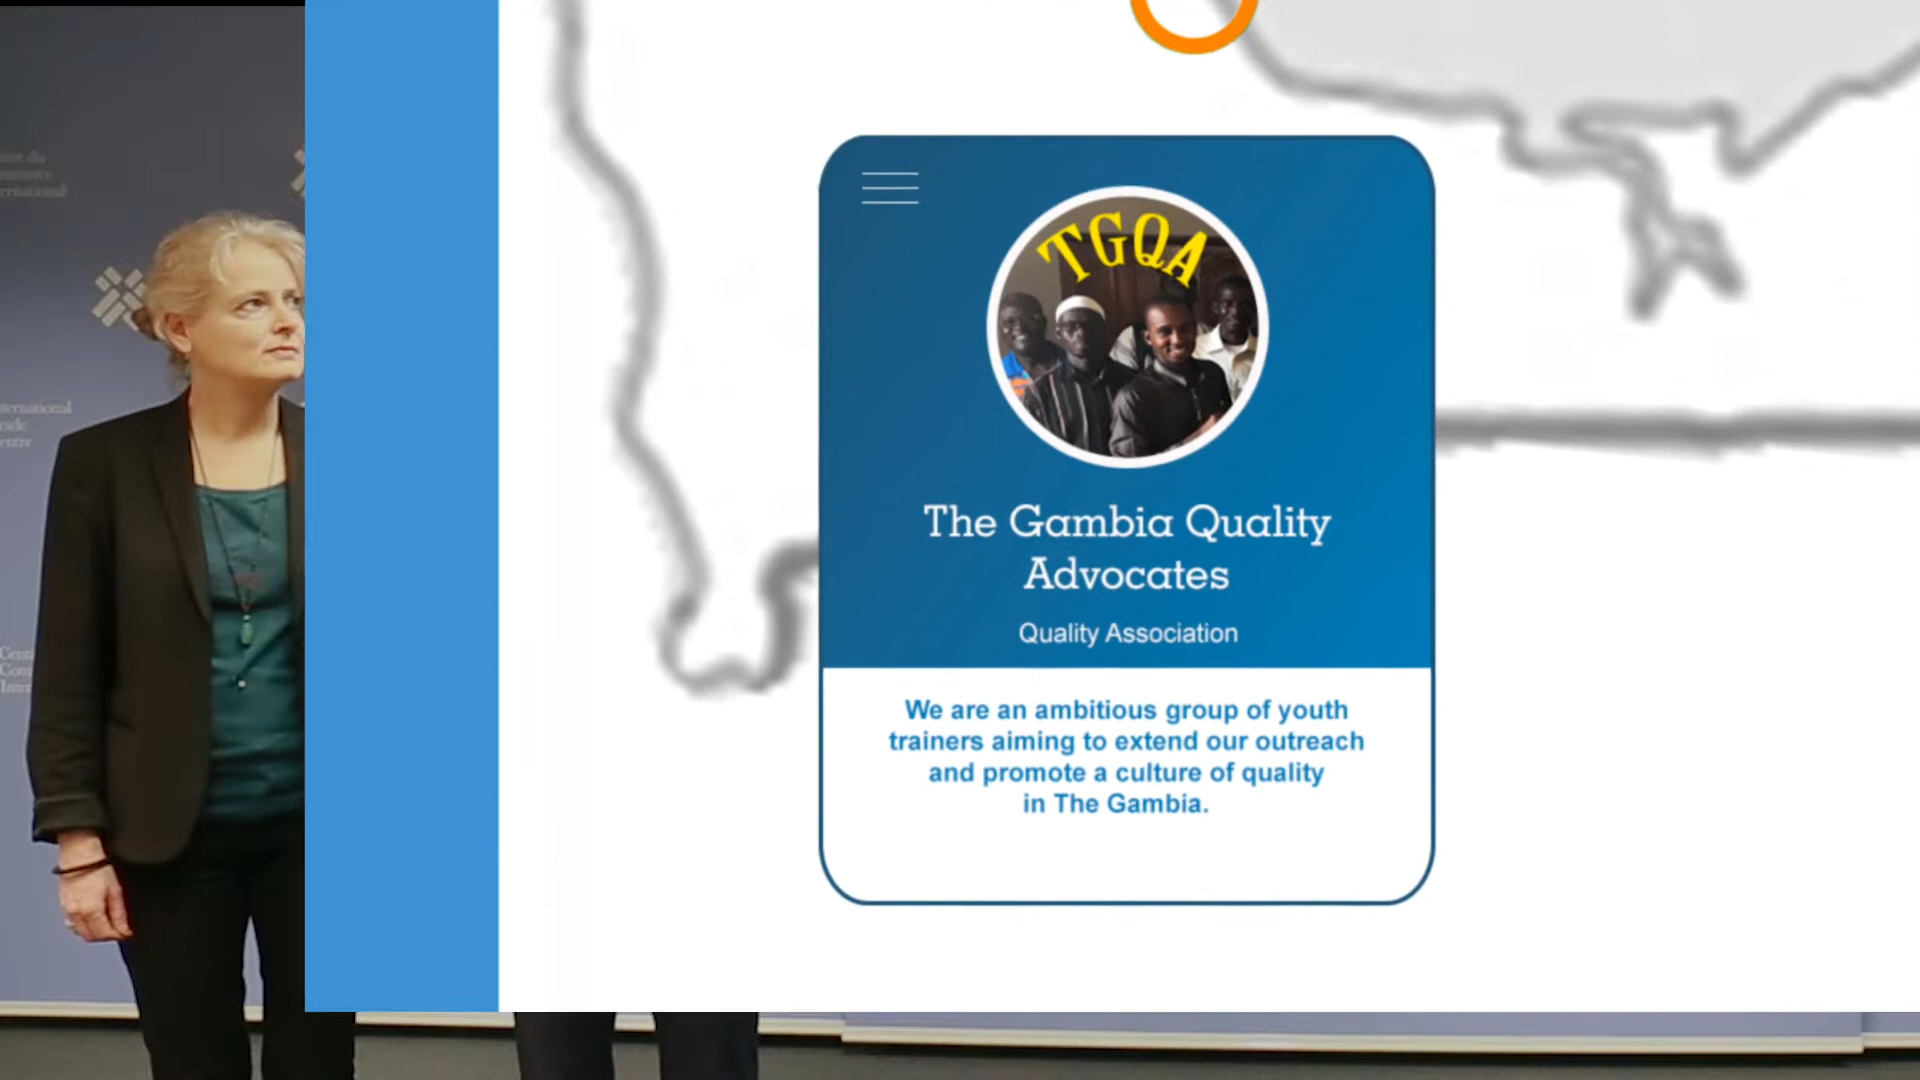 International
TGQA
The Gambia Quality
Advocates
Quality Association
We are an ambitious group of youth
trainers aiming to extend our outreach
and promote a culture of quality
in The Gambia.